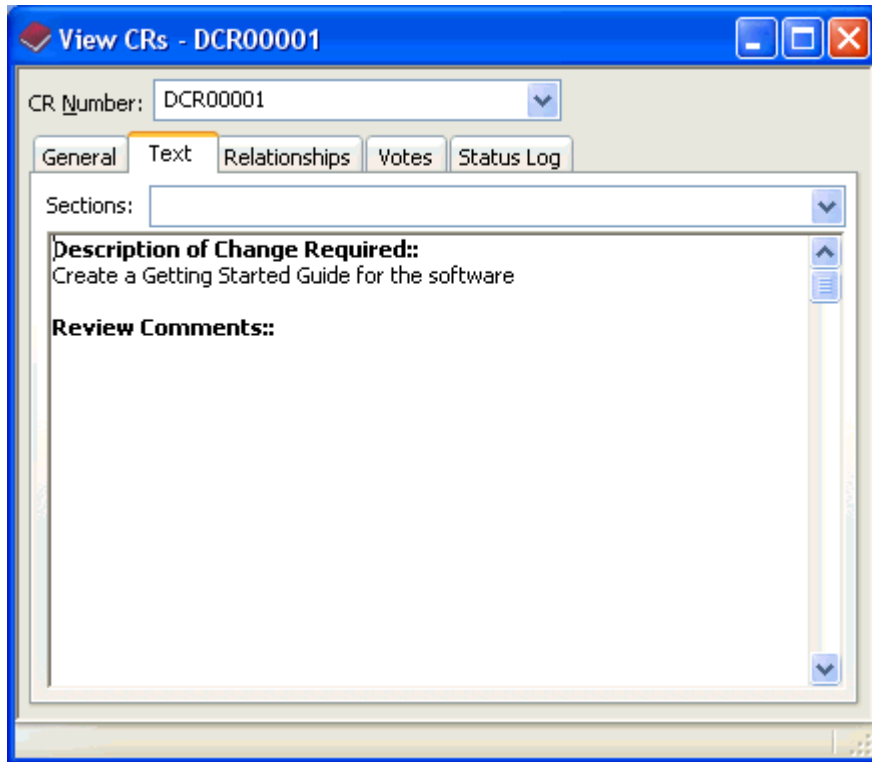 View CRs - DCR00001
CR Number: DCR00001
General Text Relationships Votes Status Log
Sections:
Description of Change Required::
Create a Getting Started Guide for the software
Review Comments::